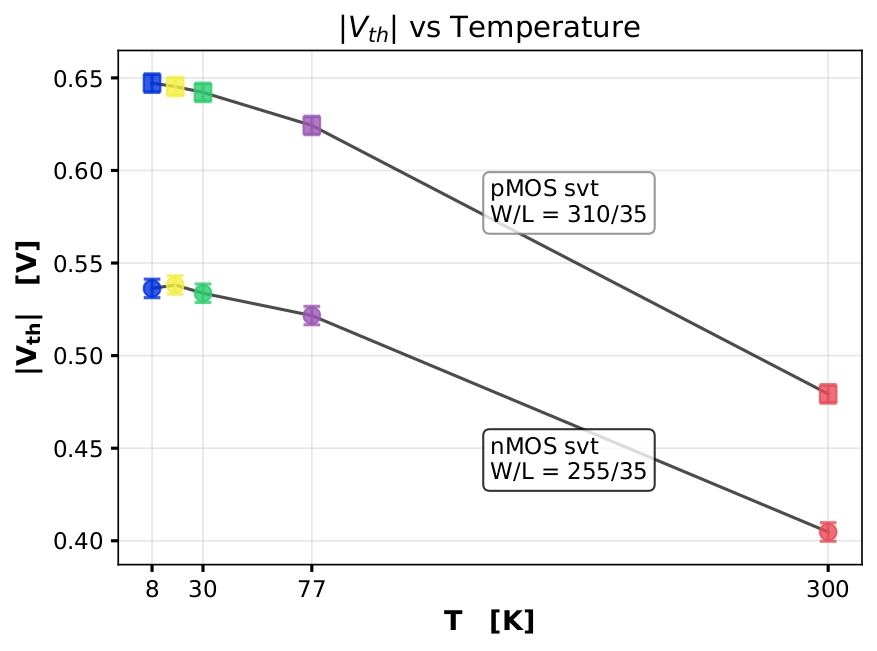 |V_th| vs Temperature
|V_th| [V]
0.65
0.60
0.55
0.50
0.45
0.40
pMOS svt
W/L = 310/35
nMOS svt
W/L = 255/35
8 30 77 300
T [K]